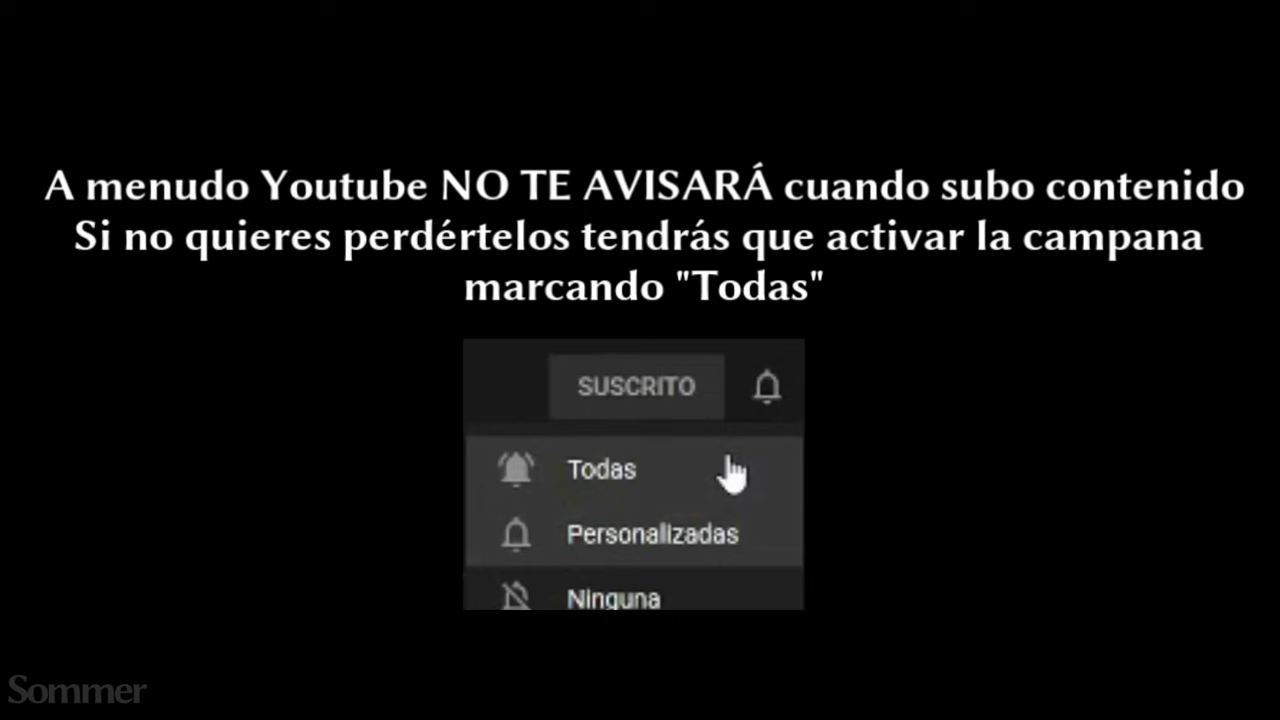 A menudo Youtube NO TE AVISARÁ cuando subo contenido
Si no quieres perdértelos tendrás que activar la campana
marcando "Todas"
SUSCRITO
Todas
Personalizadas
Ninguna
Sommer